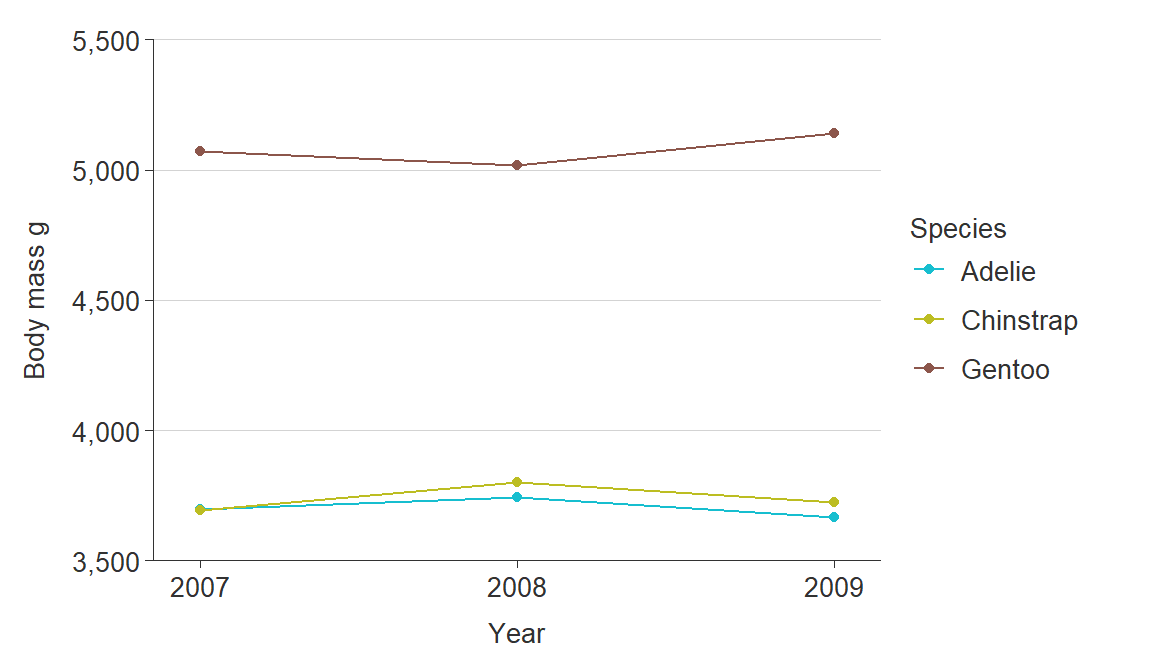 5,500
5,000
4,500
4,000
3,500
Body mass g
2007 2008 2009
Year
Species
Adelie
Chinstrap
Gentoo